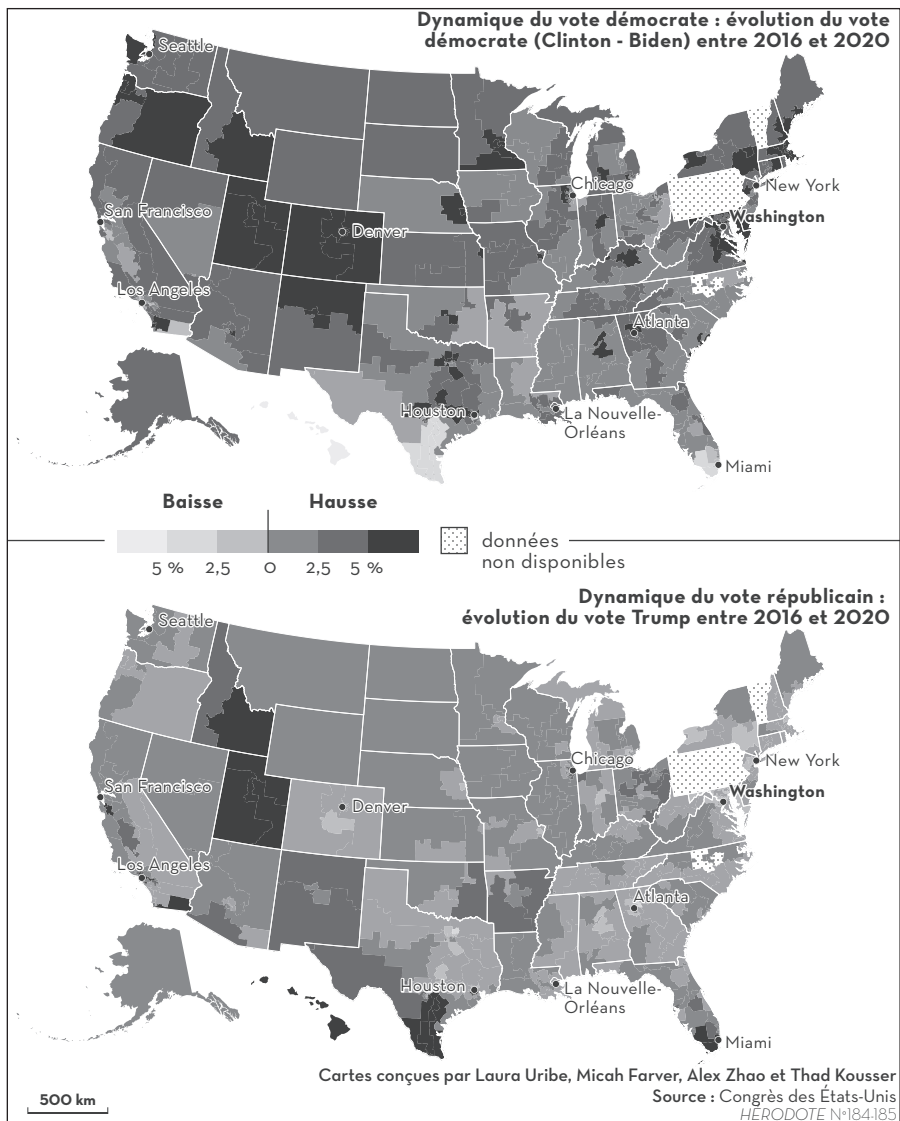 Dynamique du vote démocrate : évolution du vote
démocrate (Clinton - Biden) entre 2016 et 2020
Seattle
Chicago
New York
Washington
San Francisco
Denver
Los Angeles
Atlanta
Houston
La Nouvelle-
Orléans
Miami
Baisse Hausse
5 % 2,5 0 2,5 5 %
données
non disponibles
Dynamique du vote républicain :
évolution du vote Trump entre 2016 et 2020
Seattle
Chicago
New York
San Francisco
Washington
Denver
Los Angeles
Atlanta
Houston
La Nouvelle-
Orléans
Miami
Cartes conçues par Laura Uribe, Micah Farver, Alex Zhao et Thad Kousser
500 km
Source : Congrès des États-Unis
HÉRODOTE N°184-185